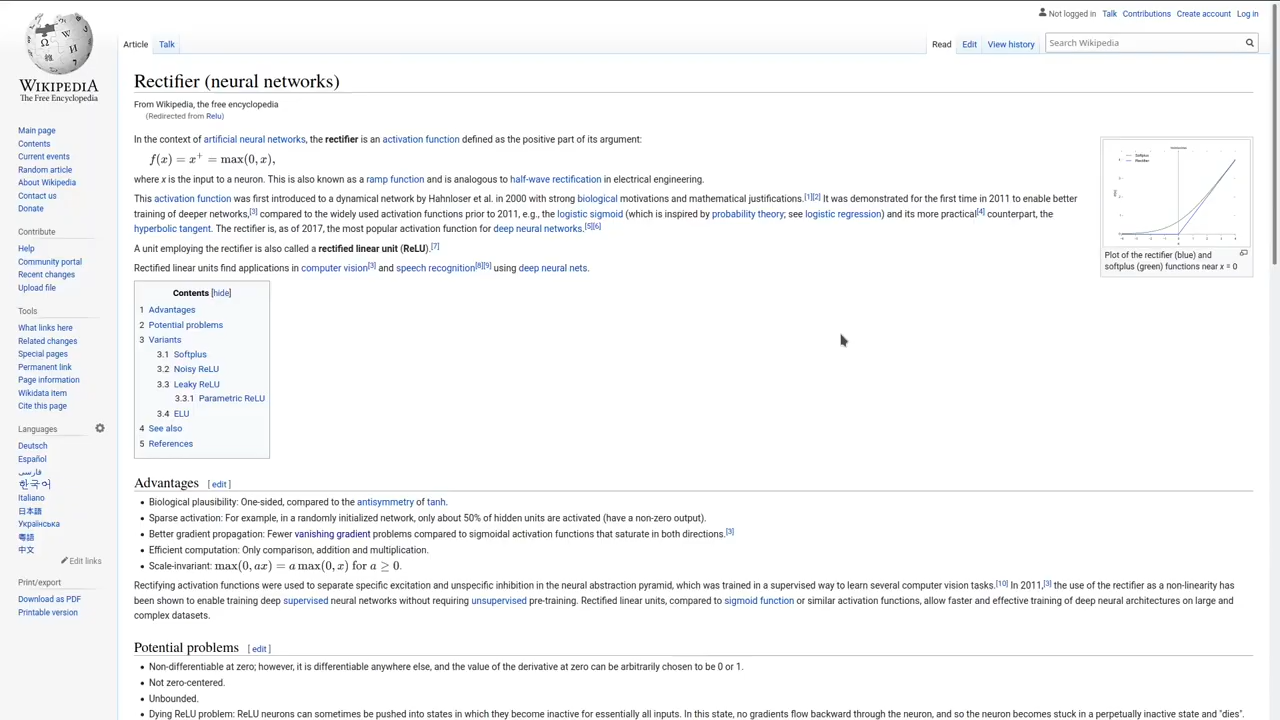 Not logged in Talk Contributions Create account Log in
Article Talk Read Edit View history Search Wikipedia
WIKIPEDIA
The Free Encyclopedia
Main page
Contents
Current events
Random article
About Wikipedia
Contact us
Donate
Contribute
Help
Community portal
Recent changes
Upload file
Tools
What links here
Related changes
Special pages
Permanent link
Page information
Wikidata item
Cite this page
Languages
Deutsch
Español
فارسی
한국어
Italiano
日本語
Українська
粵語
中文
Edit links
Print/export
Download as PDF
Printable version
Rectifier (neural networks)
From Wikipedia, the free encyclopedia
(Redirected from Relu)
In the context of artificial neural networks, the rectifier is an activation function defined as the positive part of its argument:
f(x) = x⁺ = max(0, x),
where x is the input to a neuron. This is also known as a ramp function and is analogous to half-wave rectification in electrical engineering.
This activation function was first introduced to a dynamical network by Hahnloser et al. in 2000 with strong biological motivations and mathematical justifications.[1][2] It was demonstrated for the first time in 2011 to enable better
training of deeper networks,[3] compared to the widely used activation functions prior to 2011, e.g., the logistic sigmoid (which is inspired by probability theory; see logistic regression) and its more practical[4] counterpart, the
hyperbolic tangent. The rectifier is, as of 2017, the most popular activation function for deep neural networks.[5][6]
A unit employing the rectifier is also called a rectified linear unit (ReLU).[7]
Rectified linear units find applications in computer vision[3] and speech recognition[8][9] using deep neural nets.
Softplus
Rectifier
Plot of the rectifier (blue) and
softplus (green) functions near x = 0
Contents [hide]
1 Advantages
2 Potential problems
3 Variants
3.1 Softplus
3.2 Noisy ReLU
3.3 Leaky ReLU
3.3.1 Parametric ReLU
3.4 ELU
4 See also
5 References
Advantages [ edit ]
• Biological plausibility: One-sided, compared to the antisymmetry of tanh.
• Sparse activation: For example, in a randomly initialized network, only about 50% of hidden units are activated (have a non-zero output).
• Better gradient propagation: Fewer vanishing gradient problems compared to sigmoidal activation functions that saturate in both directions.[3]
• Efficient computation: Only comparison, addition and multiplication.
• Scale-invariant: max(0, ax) = a max(0, x) for a ≥ 0.
Rectifying activation functions were used to separate specific excitation and unspecific inhibition in the neural abstraction pyramid, which was trained in a supervised way to learn several computer vision tasks.[10] In 2011,[3] the use of the rectifier as a non-linearity has
been shown to enable training deep supervised neural networks without requiring unsupervised pre-training. Rectified linear units, compared to sigmoid function or similar activation functions, allow faster and effective training of deep neural architectures on large and
complex datasets.
Potential problems [ edit ]
• Non-differentiable at zero; however, it is differentiable anywhere else, and the value of the derivative at zero can be arbitrarily chosen to be 0 or 1.
• Not zero-centered.
• Unbounded.
• Dying ReLU problem: ReLU neurons can sometimes be pushed into states in which they become inactive for essentially all inputs. In this state, no gradients flow backward through the neuron, and so the neuron becomes stuck in a perpetually inactive state and "dies".